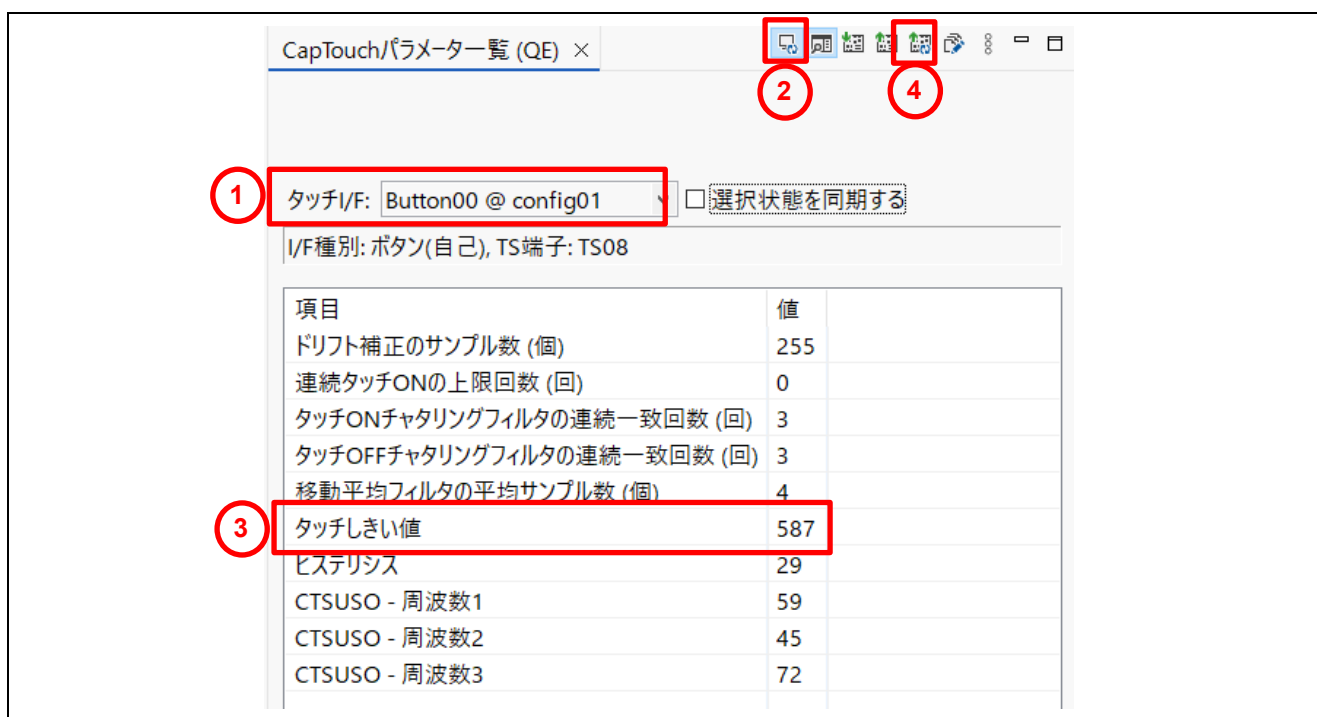 CapTouchパラメーター覧 (QE) ×
2
4
1
タッチI/F: Button00 @ config01
選択状態を同期する
I/F種別: ボタン(自己), TS端子: TS08
項目 値
ドリフト補正のサンプル数 (個) 255
連続タッチONの上限回数 (回) 0
タッチONチャタリングフィルタの連続一致回数 (回) 3
タッチOFFチャタリングフィルタの連続一致回数 (回) 3
移動平均フィルタの平均サンプル数 (個) 4
3
タッチしきい値 587
ヒステリシス 29
CTSUSO - 周波数1 59
CTSUSO - 周波数2 45
CTSUSO - 周波数3 72